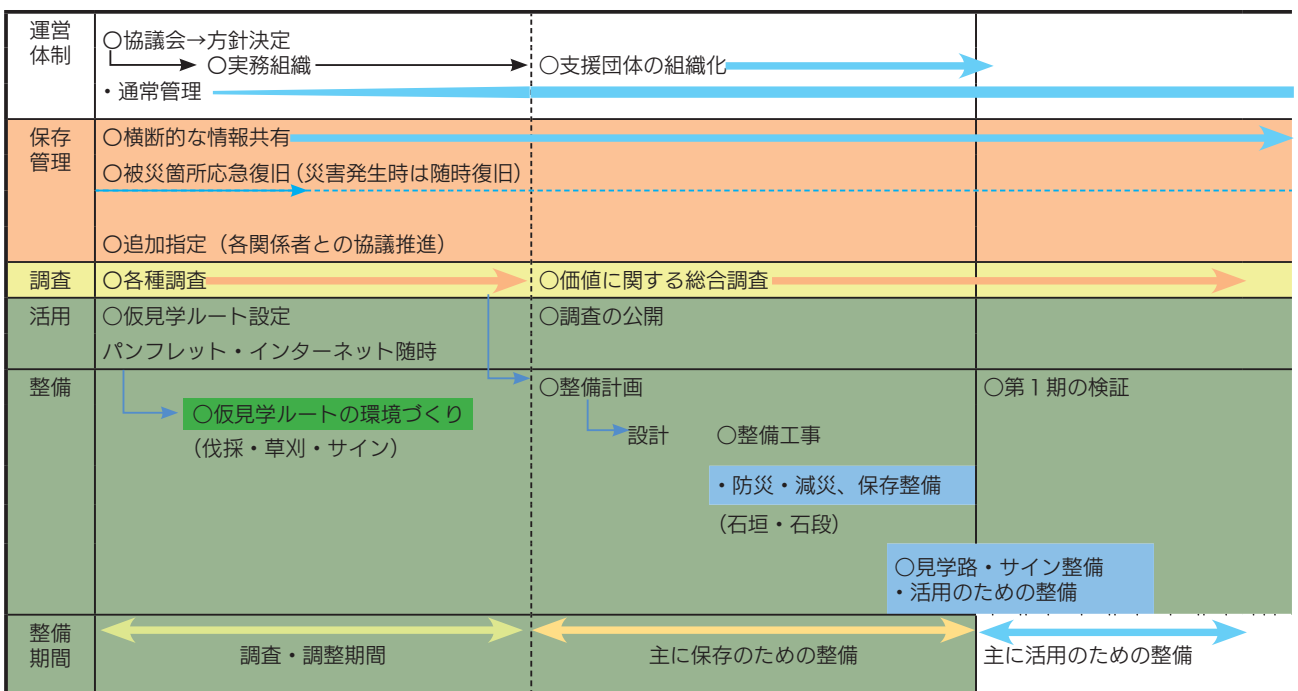 運営
体制
○協議会→方針決定
○実務組織
○支援団体の組織化
・通常管理
保存
管理
○横断的な情報共有
○被災箇所応急復旧(災害発生時は随時復旧)
○追加指定(各関係者との協議推進)
調査
○各種調査
○価値に関する総合調査
活用
○仮見学ルート設定
○調査の公開
パンフレット・インターネット随時
整備
○整備計画
○第1期の検証
○仮見学ルートの環境づくり
(伐採・草刈・サイン)
設計
○整備工事
・防災・減災、保存整備
(石垣・石段)
○見学路・サイン整備
・活用のための整備
整備
期間
調査・調整期間
主に保存のための整備
主に活用のための整備